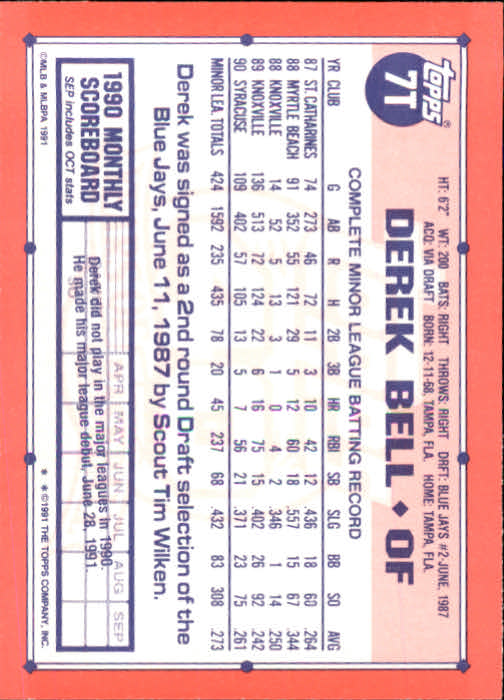 topps®
7T
HT: 6'2" WT: 200 BATS: RIGHT THROWS: RIGHT DRFT: BLUE JAYS #2-JUNE, 1987
ACQ: VIA DRAFT BORN: 12-11-68, TAMPA, FLA. HOME: TAMPA, FLA.
DEREK BELL ◆ OF
COMPLETE MINOR LEAGUE BATTING RECORD
YR CLUB G AB R H 2B 3B HR RBI SB SLG BB SO AVG
87 ST. CATHARINES 74 273 46 72 11 3 10 42 12 .436 18 60 .264
88 MYRTLE BEACH 91 352 55 121 29 5 12 60 18 .557 15 67 .344
88 KNOXVILLE 14 52 5 13 3 1 0 4 2 .346 1 14 .250
89 KNOXVILLE 136 513 72 124 22 6 16 75 15 .402 26 92 .242
90 SYRACUSE 109 402 57 105 13 5 7 56 21 .371 23 75 .261
MINOR LEA. TOTALS 424 1592 235 435 78 20 45 237 68 .432 83 308 .273
Derek was signed as a 2nd round Draft selection of the
Blue Jays, June 11, 1987 by Scout Tim Wilken.
1990 MONTHLY
SCOREBOARD
SEP includes OCT stats
APR MAY JUN JUL AUG SEP
90
Derek did not play in the major leagues in 1990.
He made his major league debut, June 28, 1991.
©MLB & MLBPA 1991
* * ©1991 THE TOPPS COMPANY, INC.